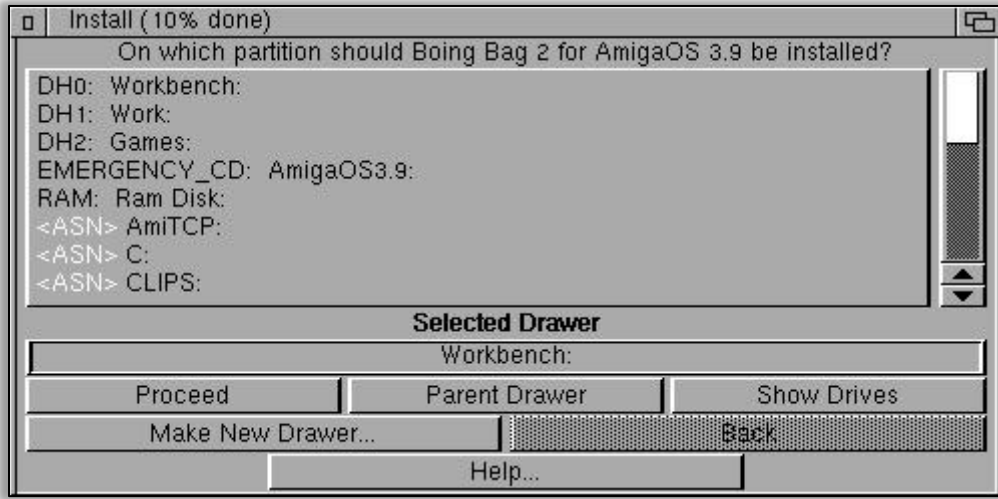 Install (10% done)
On which partition should Boing Bag 2 for AmigaOS 3.9 be installed?
DH0: Workbench:
DH1: Work:
DH2: Games:
EMERGENCY_CD: AmigaOS3.9:
RAM: Ram Disk:
<ASN> AmiTCP:
<ASN> C:
<ASN> CLIPS:
Selected Drawer
Workbench:
Proceed Parent Drawer Show Drives
Make New Drawer... Back
Help...